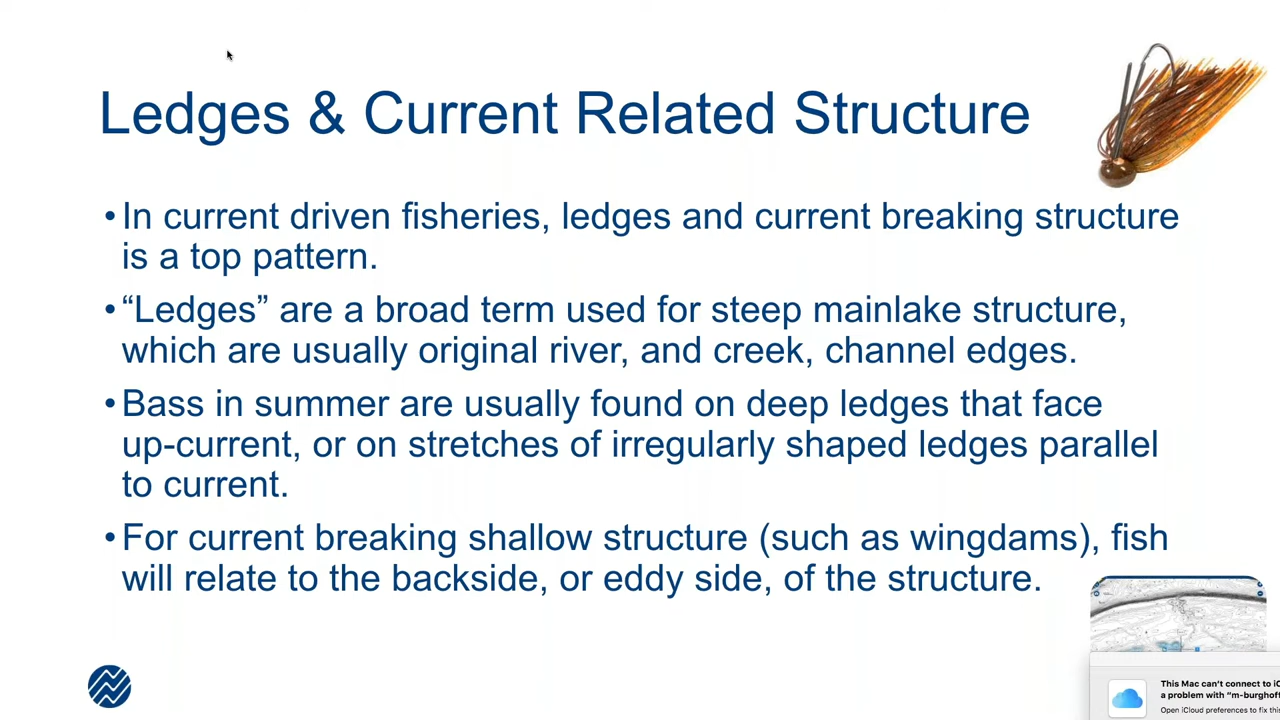 Ledges & Current Related Structure
•In current driven fisheries, ledges and current breaking structure
is a top pattern.
•“Ledges” are a broad term used for steep mainlake structure,
which are usually original river, and creek, channel edges.
•Bass in summer are usually found on deep ledges that face
up-current, or on stretches of irregularly shaped ledges parallel
to current.
•For current breaking shallow structure (such as wingdams), fish
will relate to the backside, or eddy side, of the structure.
This Mac can’t connect to
a problem with “m-burghof
Open iCloud preferences to fix